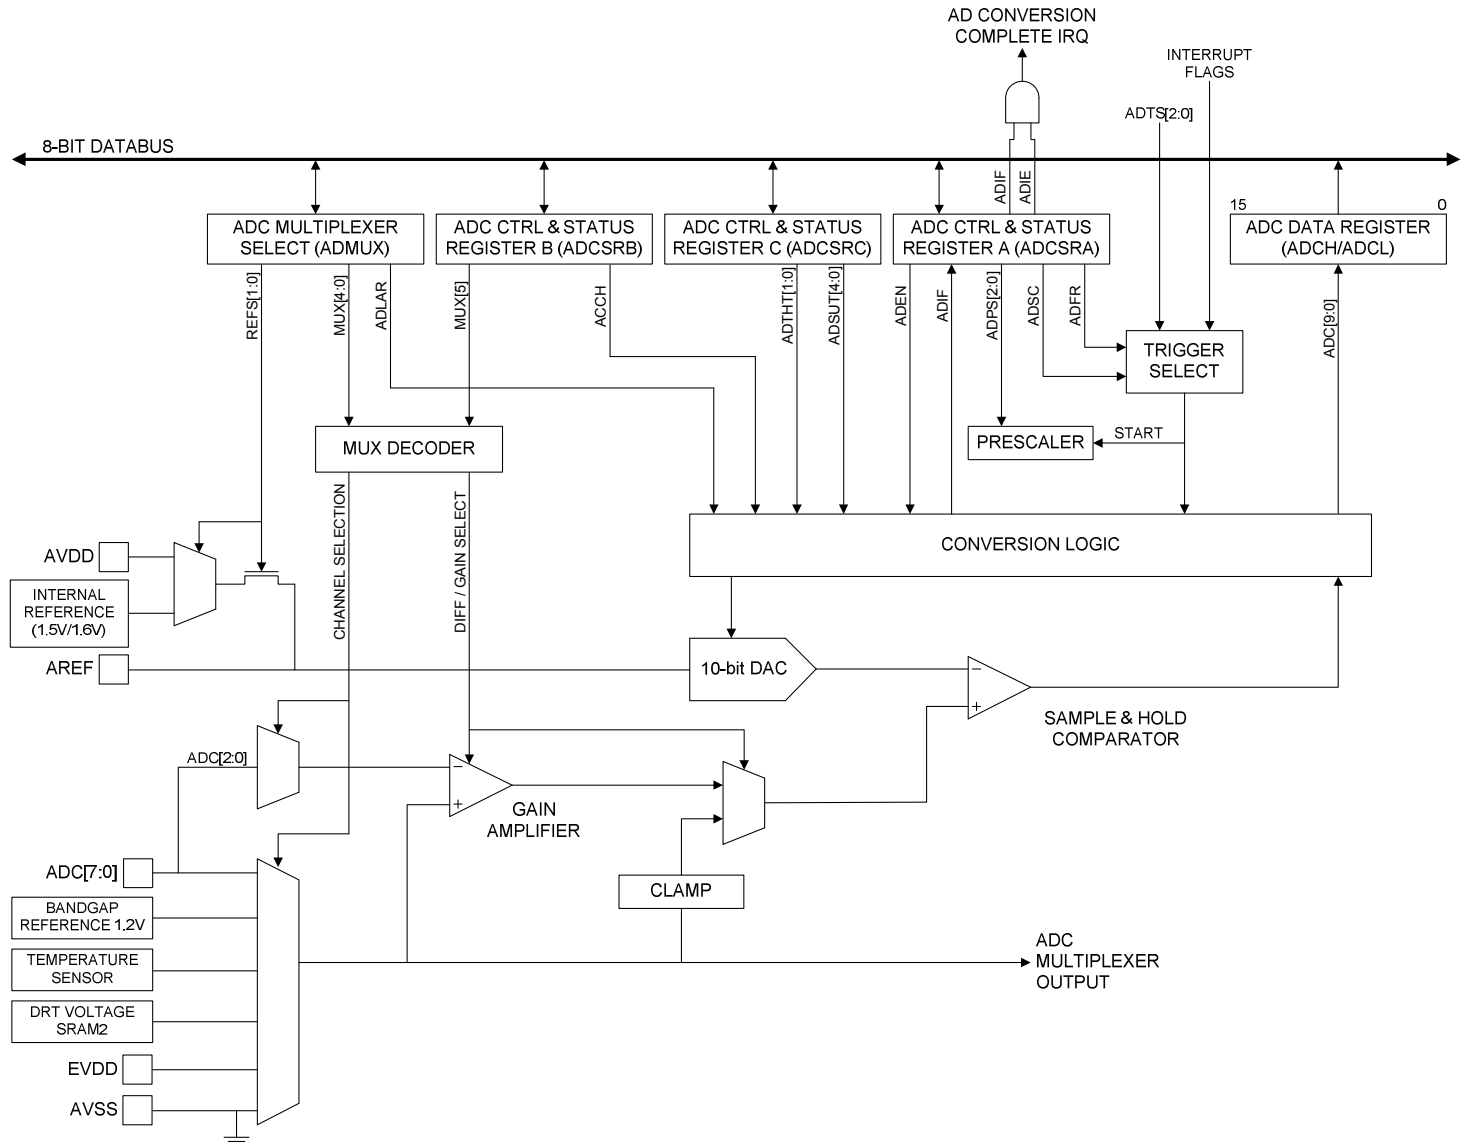 AD CONVERSION
COMPLETE IRQ
INTERRUPT
FLAGS
ADTS[2:0]
8-BIT DATABUS
ADIF
ADIE
15
0
ADC MULTIPLEXER
SELECT (ADMUX)
ADC CTRL & STATUS
REGISTER B (ADCSRB)
ADC CTRL & STATUS
REGISTER C (ADCSRC)
ADC CTRL & STATUS
REGISTER A (ADCSRA)
ADC DATA REGISTER
(ADCH/ADCL)
REFS[1:0]
MUX[4:0]
ADLAR
MUX[5]
ACCH
ADTHT[1:0]
ADSUT[4:0]
ADEN
ADIF
ADPS[2:0]
ADSC
ADFR
ADC[9:0]
TRIGGER
SELECT
MUX DECODER
PRESCALER
START
CHANNEL SELECTION
DIFF / GAIN SELECT
CONVERSION LOGIC
AVDD
INTERNAL
REFERENCE
(1.5V/1.6V)
AREF
10-bit DAC
−
+
SAMPLE & HOLD
COMPARATOR
ADC[2:0]
−
+
GAIN
AMPLIFIER
ADC[7:0]
CLAMP
BANDGAP
REFERENCE 1.2V
ADC
MULTIPLEXER
OUTPUT
TEMPERATURE
SENSOR
DRT VOLTAGE
SRAM2
EVDD
AVSS